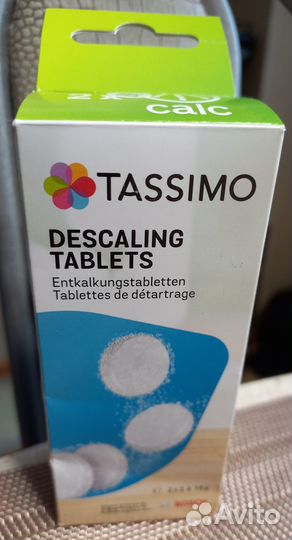 calc
TASSIMO
DESCALING
TABLETS
Entkalkungstabletten
Tablettes de détartrage
Avito